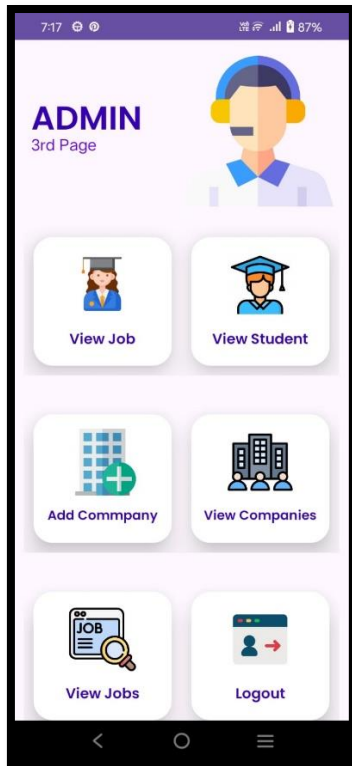 7:17 87%
ADMIN
3rd Page
View Job View Student
Add Commpany View Companies
JOB
View Jobs Logout